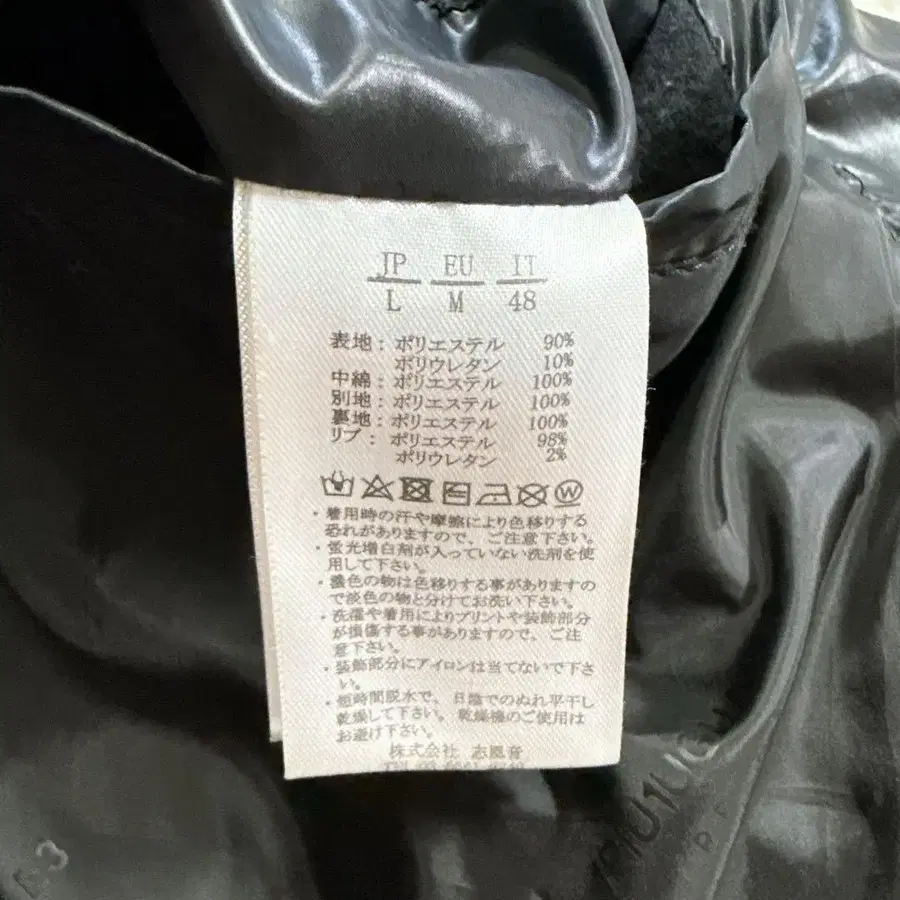 JP EU IT
L M 48
表地: ポリエステル 90%
ポリウレタン 10%
中綿: ポリエステル 100%
別地: ポリエステル 100%
裏地: ポリエステル 100%
リブ: ポリエステル 98%
ポリウレタン 2%
W
・着用時の汗や摩擦により色移りする
恐れがありますので、ご注意下さい。
・蛍光増白剤が入っていない洗剤を使
用して下さい。
・濃色の物は色移りする事がありますの
で淡色の物と分けてお洗い下さい。
・洗濯や着用によりプリントや装飾部分
が損傷する事がありますので、ご注
意下さい。
・装飾部分にアイロンは当てないで下さ
い。
・短時間脱水で、日陰でのぬれ平干し
乾燥して下さい。乾燥機のご使用は
お避け下さい。
株式会社 志風音
3